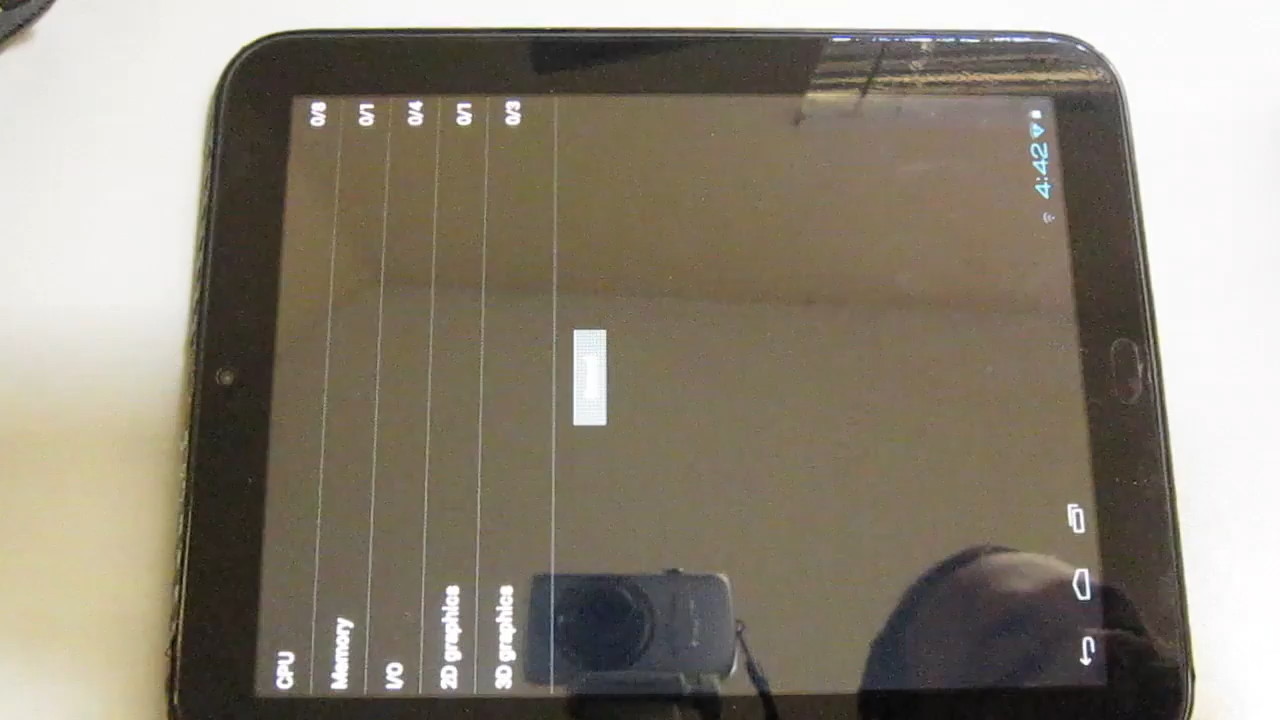 CPU 0/8
Memory 0/1
I/O 0/4
2D graphics 0/1
3D graphics 0/3
4:42